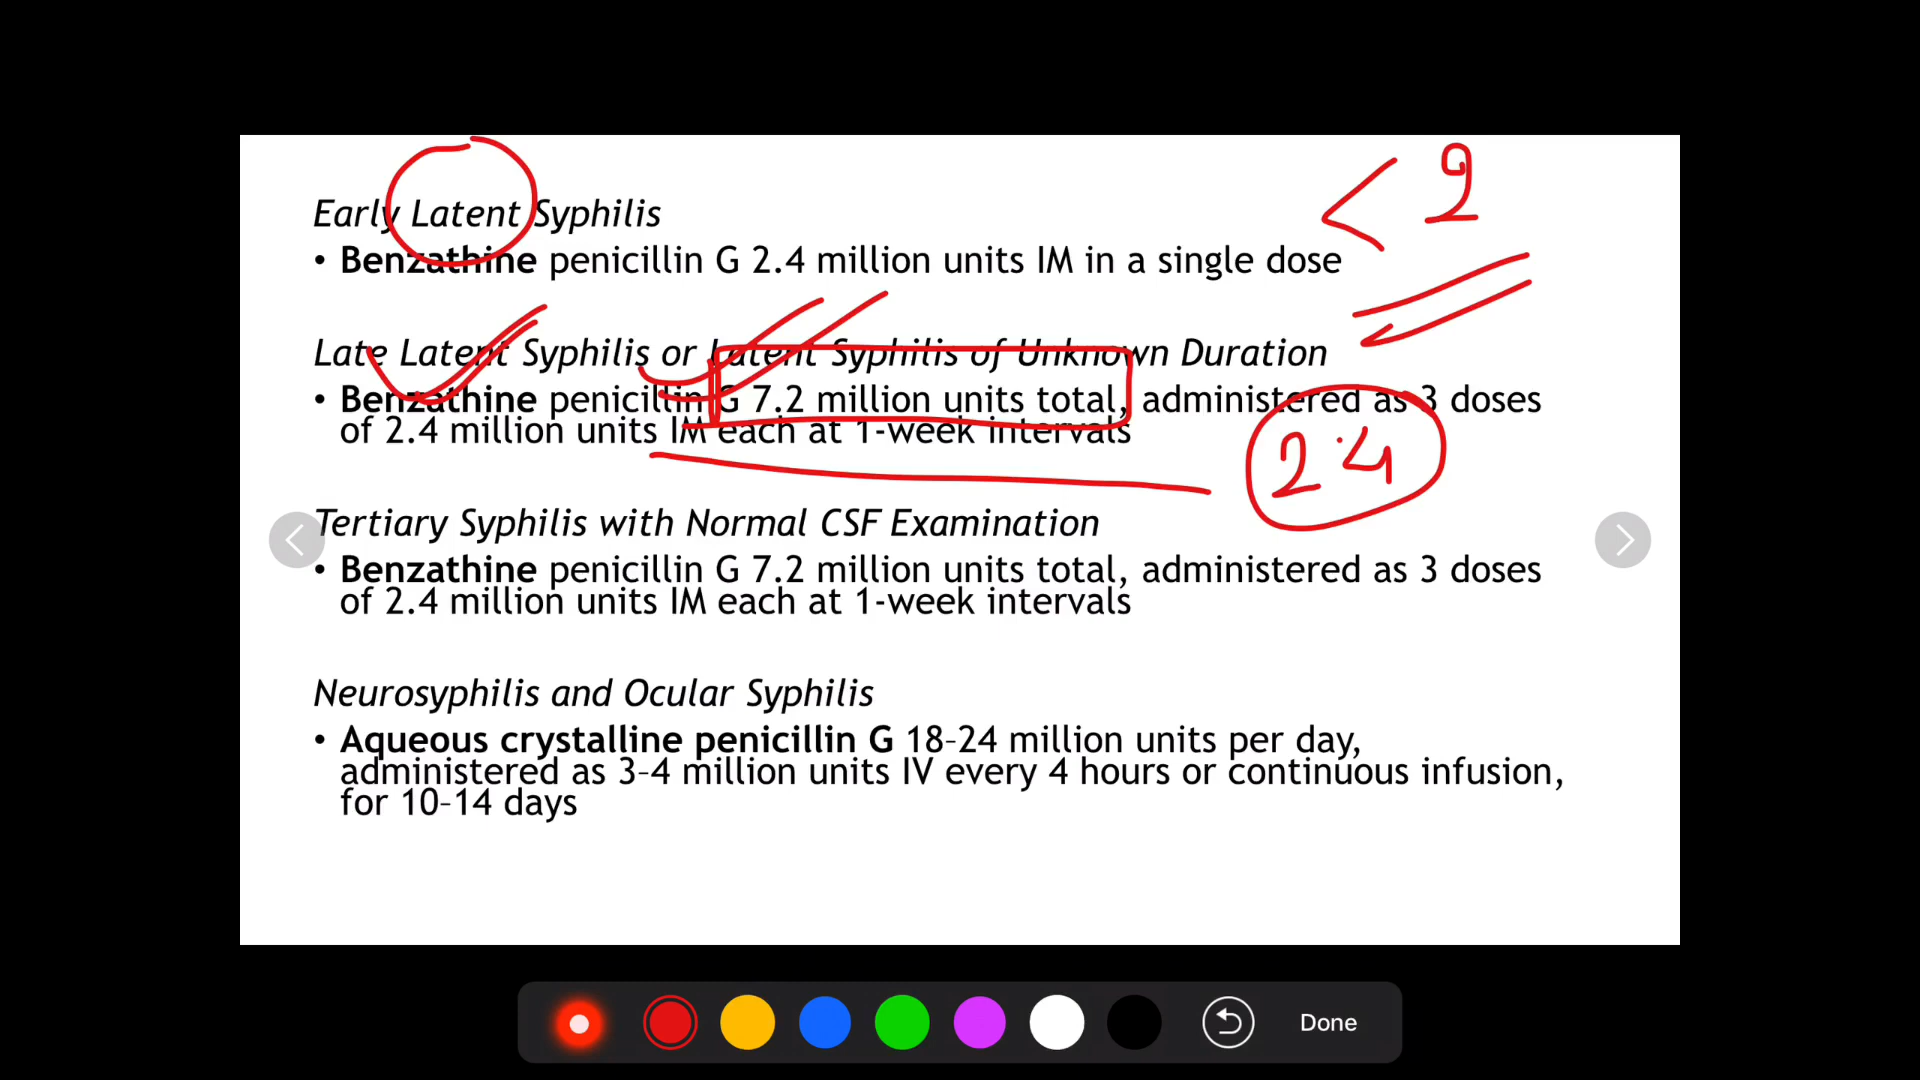 Early Latent Syphilis
< 2
• Benzathine penicillin G 2.4 million units IM in a single dose
Late Latent Syphilis or Latent Syphilis of Unknown Duration
• Benzathine penicillin G 7.2 million units total, administered as 3 doses
of 2.4 million units IM each at 1-week intervals
2.4
Tertiary Syphilis with Normal CSF Examination
• Benzathine penicillin G 7.2 million units total, administered as 3 doses
of 2.4 million units IM each at 1-week intervals
Neurosyphilis and Ocular Syphilis
• Aqueous crystalline penicillin G 18–24 million units per day,
administered as 3–4 million units IV every 4 hours or continuous infusion,
for 10–14 days
Done